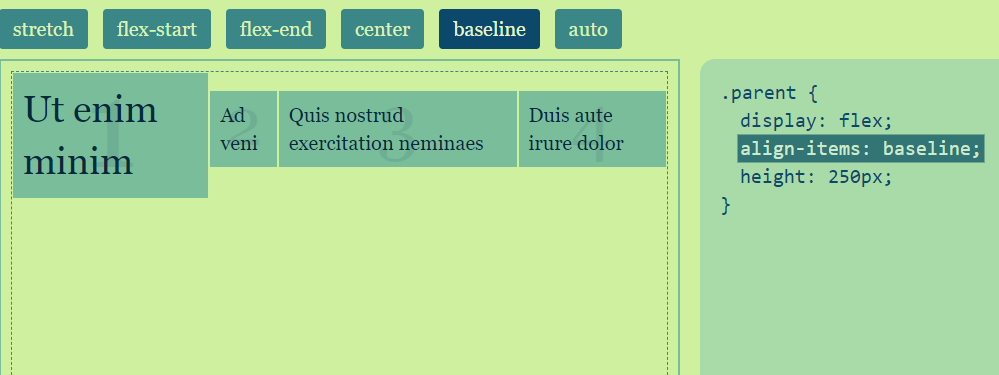 stretch flex-start flex-end center baseline auto
Ut enim
minim
1
Ad
veni
2
Quis nostrud
exercitation neminaes
3
Duis aute
irure dolor
4
.parent {
display: flex;
align-items: baseline;
height: 250px;
}